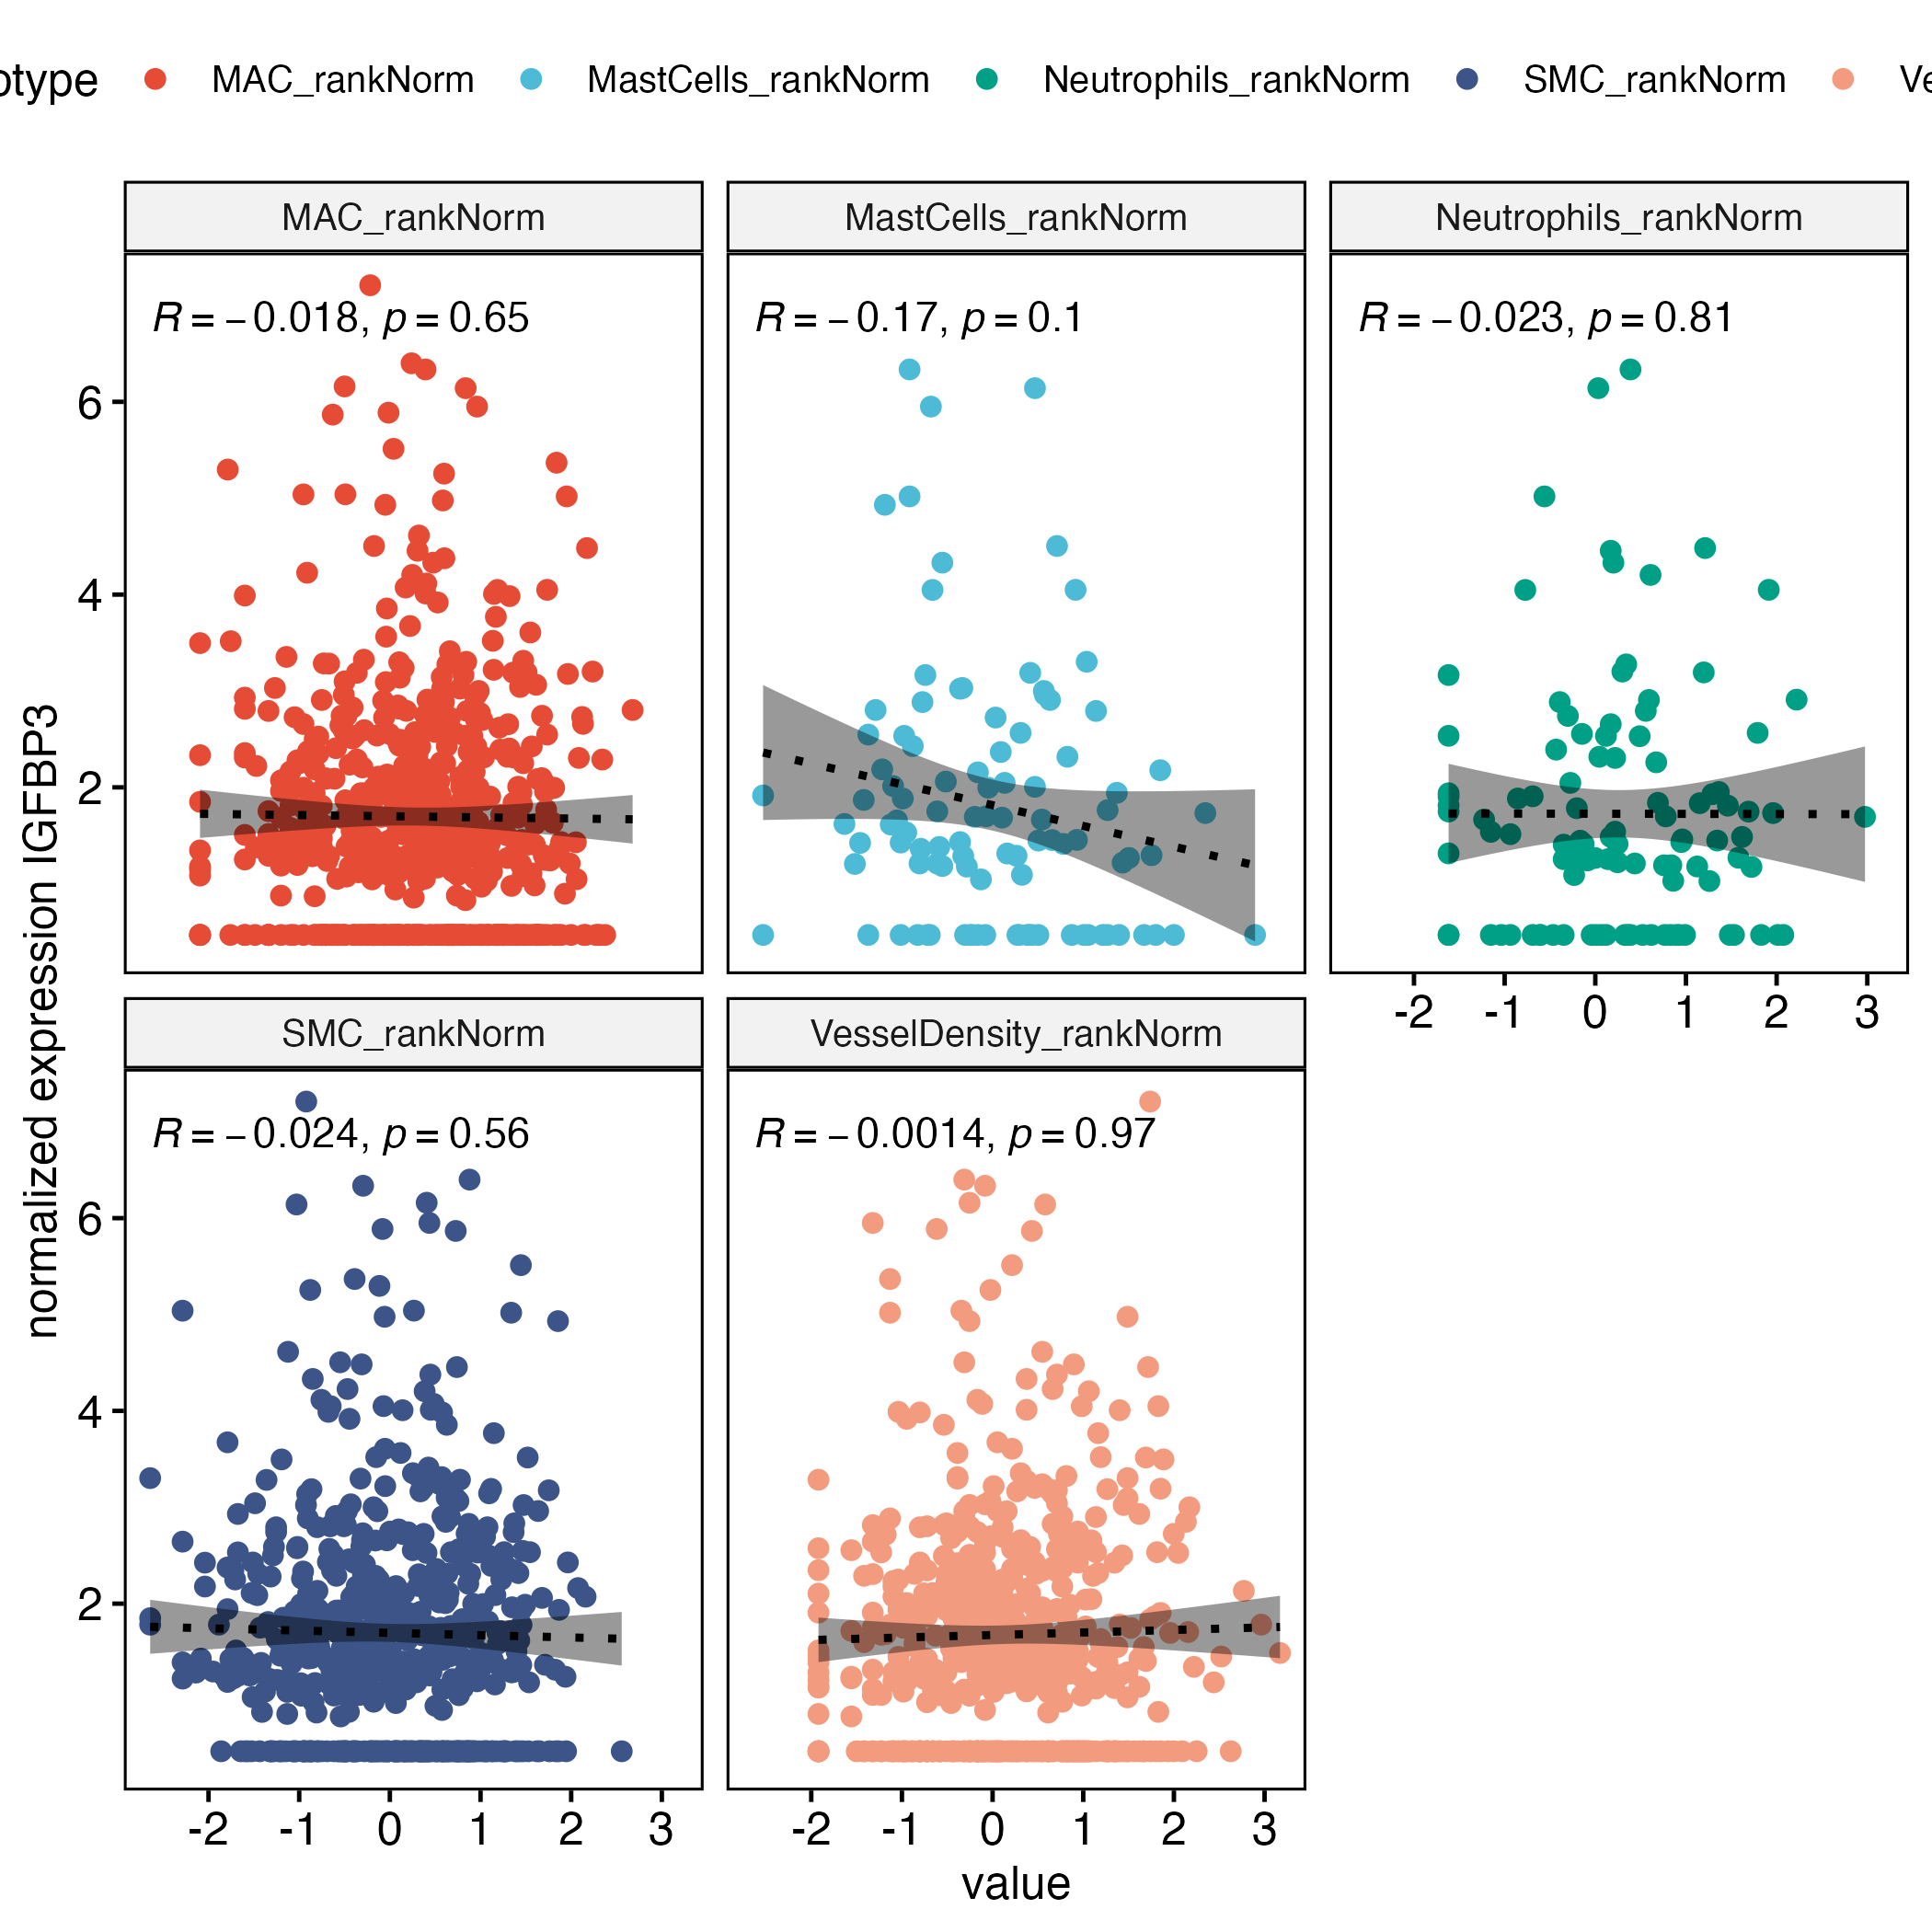 otype MAC_rankNorm MastCells_rankNorm Neutrophils_rankNorm SMC_rankNorm Ve
MAC_rankNorm MastCells_rankNorm Neutrophils_rankNorm
R = −0.018, p = 0.65 R = −0.17, p = 0.1 R = −0.023, p = 0.81
6
4
2
-2 -1 0 1 2 3
SMC_rankNorm VesselDensity_rankNorm
R = −0.024, p = 0.56 R = −0.0014, p = 0.97
6
4
2
-2 -1 0 1 2 3 -2 -1 0 1 2 3
value
normalized expression IGFBP3